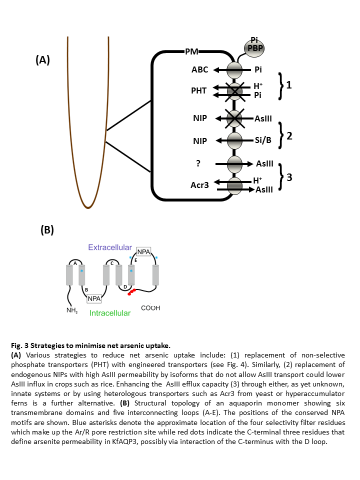 (A)
PM
Pi
PBP
ABC
Pi
PHT
H+
Pi
1
NIP
AsIII
NIP
Si/B
2
?
AsIII
Acr3
H+
AsIII
3
(B)
Extracellular
NPA
A
C
E
B
D
NPA
NH2
Intracellular
COOH
Fig. 3 Strategies to minimise net arsenic uptake.
(A) Various strategies to reduce net arsenic uptake include: (1) replacement of non-selective
phosphate transporters (PHT) with engineered transporters (see Fig. 4). Similarly, (2) replacement of
endogenous NIPs with high AsIII permeability by isoforms that do not allow AsIII transport could lower
AsIII influx in crops such as rice. Enhancing the AsIII efflux capacity (3) through either, as yet unknown,
innate systems or by using heterologous transporters such as Acr3 from yeast or hyperaccumulator
ferns is a further alternative. (B) Structural topology of an aquaporin monomer showing six
transmembrane domains and five interconnecting loops (A-E). The positions of the conserved NPA
motifs are shown. Blue asterisks denote the approximate location of the four selectivity filter residues
which make up the Ar/R pore restriction site while red dots indicate the C-terminal three residues that
define arsenite permeability in KfAQP3, possibly via interaction of the C-terminus with the D loop.